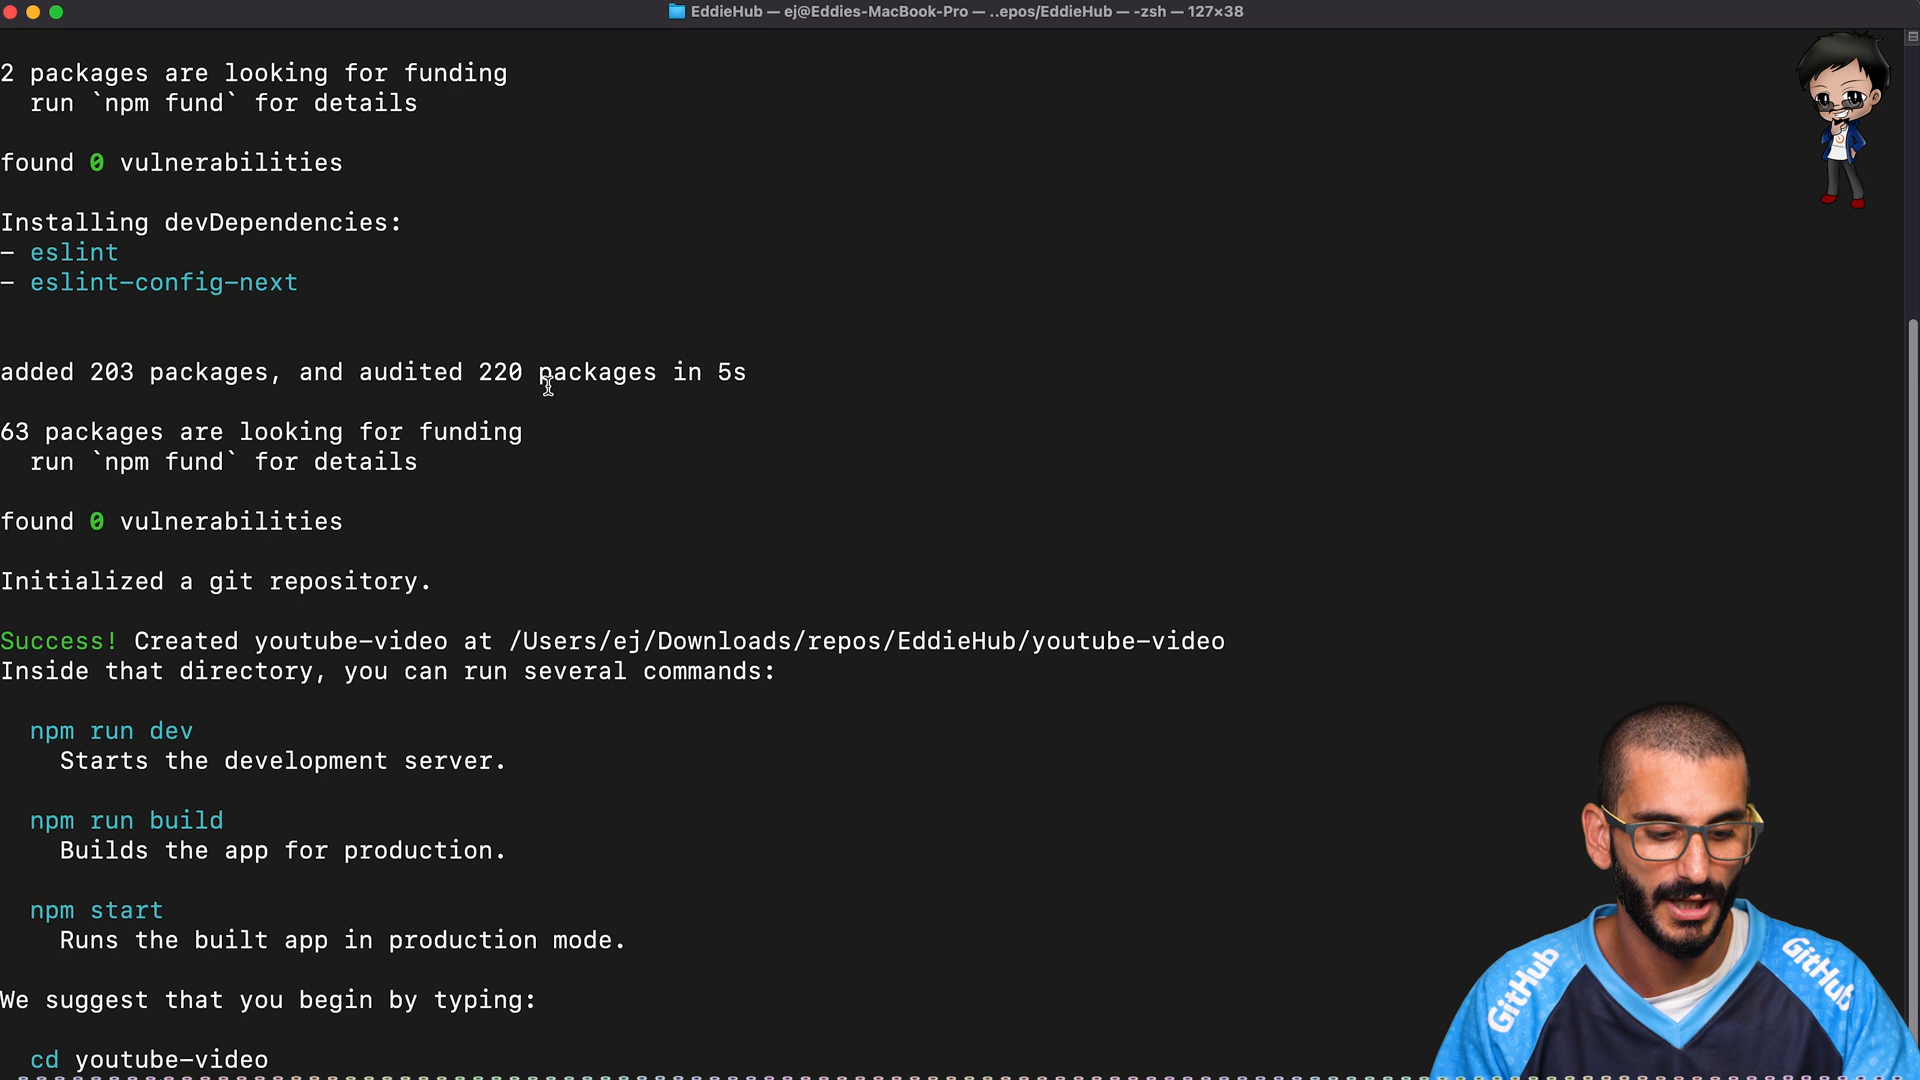 EddieHub — ej@Eddies-MacBook-Pro — ..epos/EddieHub — -zsh — 127×38
2 packages are looking for funding
run `npm fund` for details
found 0 vulnerabilities
Installing devDependencies:
- eslint
- eslint-config-next
added 203 packages, and audited 220 packages in 5s
63 packages are looking for funding
run `npm fund` for details
found 0 vulnerabilities
Initialized a git repository.
Success! Created youtube-video at /Users/ej/Downloads/repos/EddieHub/youtube-video
Inside that directory, you can run several commands:
npm run dev
Starts the development server.
npm run build
Builds the app for production.
npm start
Runs the built app in production mode.
We suggest that you begin by typing:
cd youtube-video
GitHub
GitHub